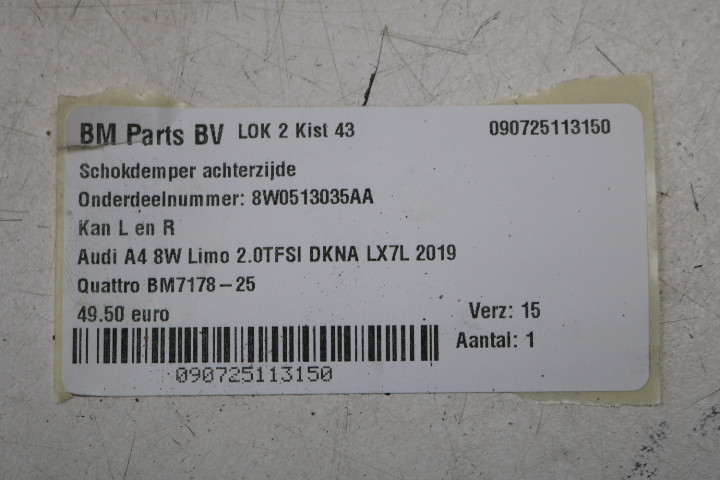 BM Parts BV LOK 2 Kist 43 090725113150
Schokdemper achterzijde
Onderdeelnummer: 8W0513035AA
Kan L en R
Audi A4 8W Limo 2.0TFSI DKNA LX7L 2019
Quattro BM7178-25
49.50 euro Verz: 15
Aantal: 1
090725113150